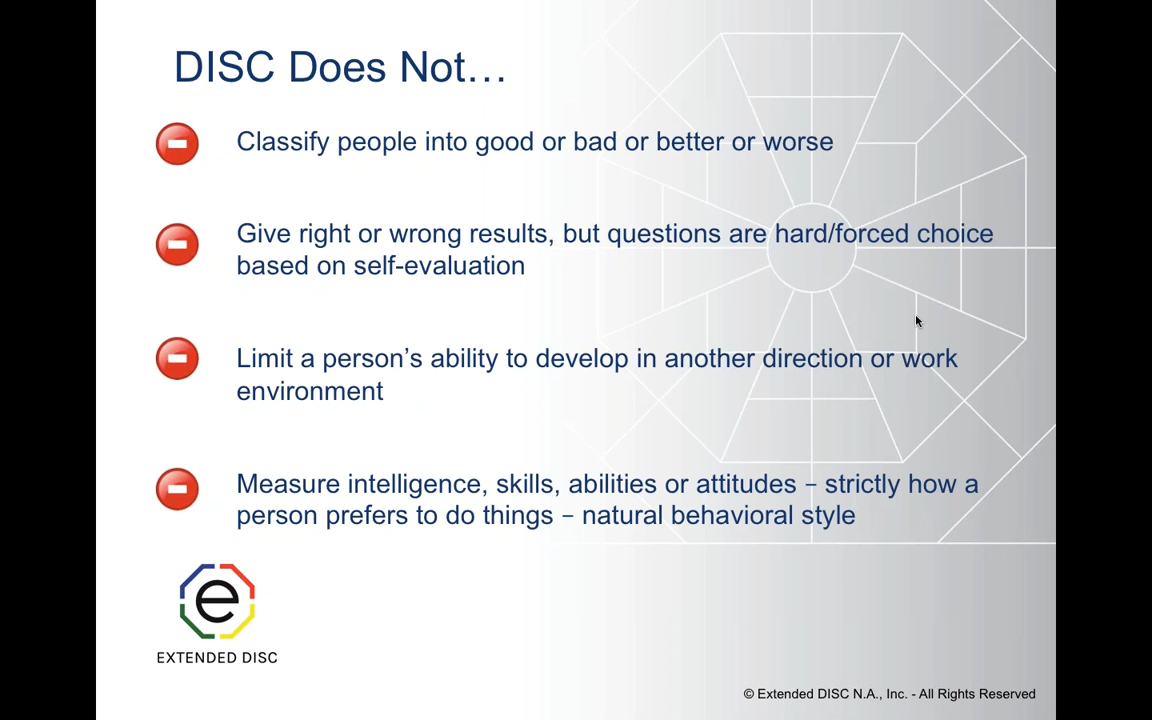 DISC Does Not…
Classify people into good or bad or better or worse
Give right or wrong results, but questions are hard/forced choice
based on self-evaluation
Limit a person’s ability to develop in another direction or work
environment
Measure intelligence, skills, abilities or attitudes – strictly how a
person prefers to do things – natural behavioral style
e
EXTENDED DISC
© Extended DISC N.A., Inc. - All Rights Reserved